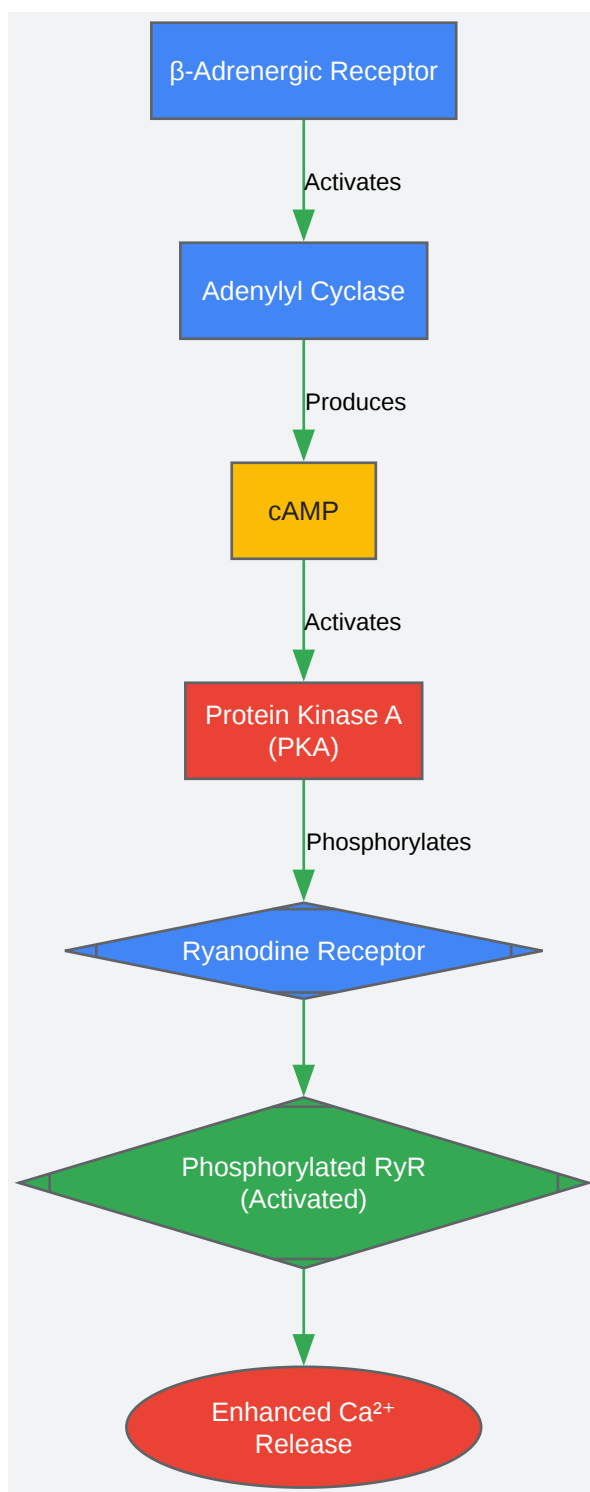 β-Adrenergic Receptor
Activates
Adenylyl Cyclase
Produces
cAMP
Activates
Protein Kinase A
(PKA)
Phosphorylates
Ryanodine Receptor
Phosphorylated RyR
(Activated)
Enhanced Ca²⁺
Release